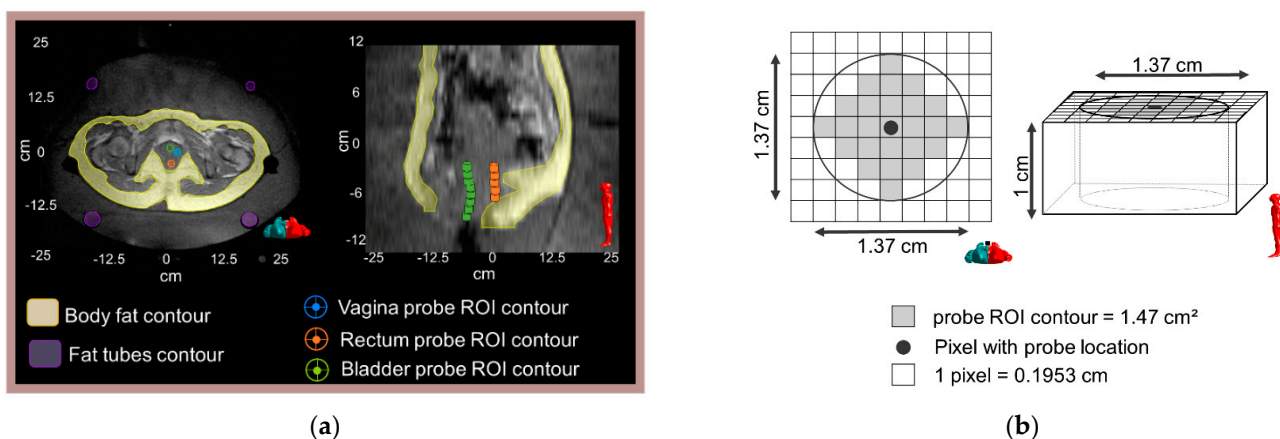 25
12.5
0
-12.5
-25
cm
-25
-12.5
0
12.5
25
cm
12
6
0
-6
-12
-25
-12.5
0
12.5
25
cm
Body fat contour
Fat tubes contour
Vagina probe ROI contour
Rectum probe ROI contour
Bladder probe ROI contour
(a)
1.37 cm
1.37 cm
1.37 cm
1 cm
probe ROI contour = 1.47 cm²
Pixel with probe location
1 pixel = 0.1953 cm
(b)